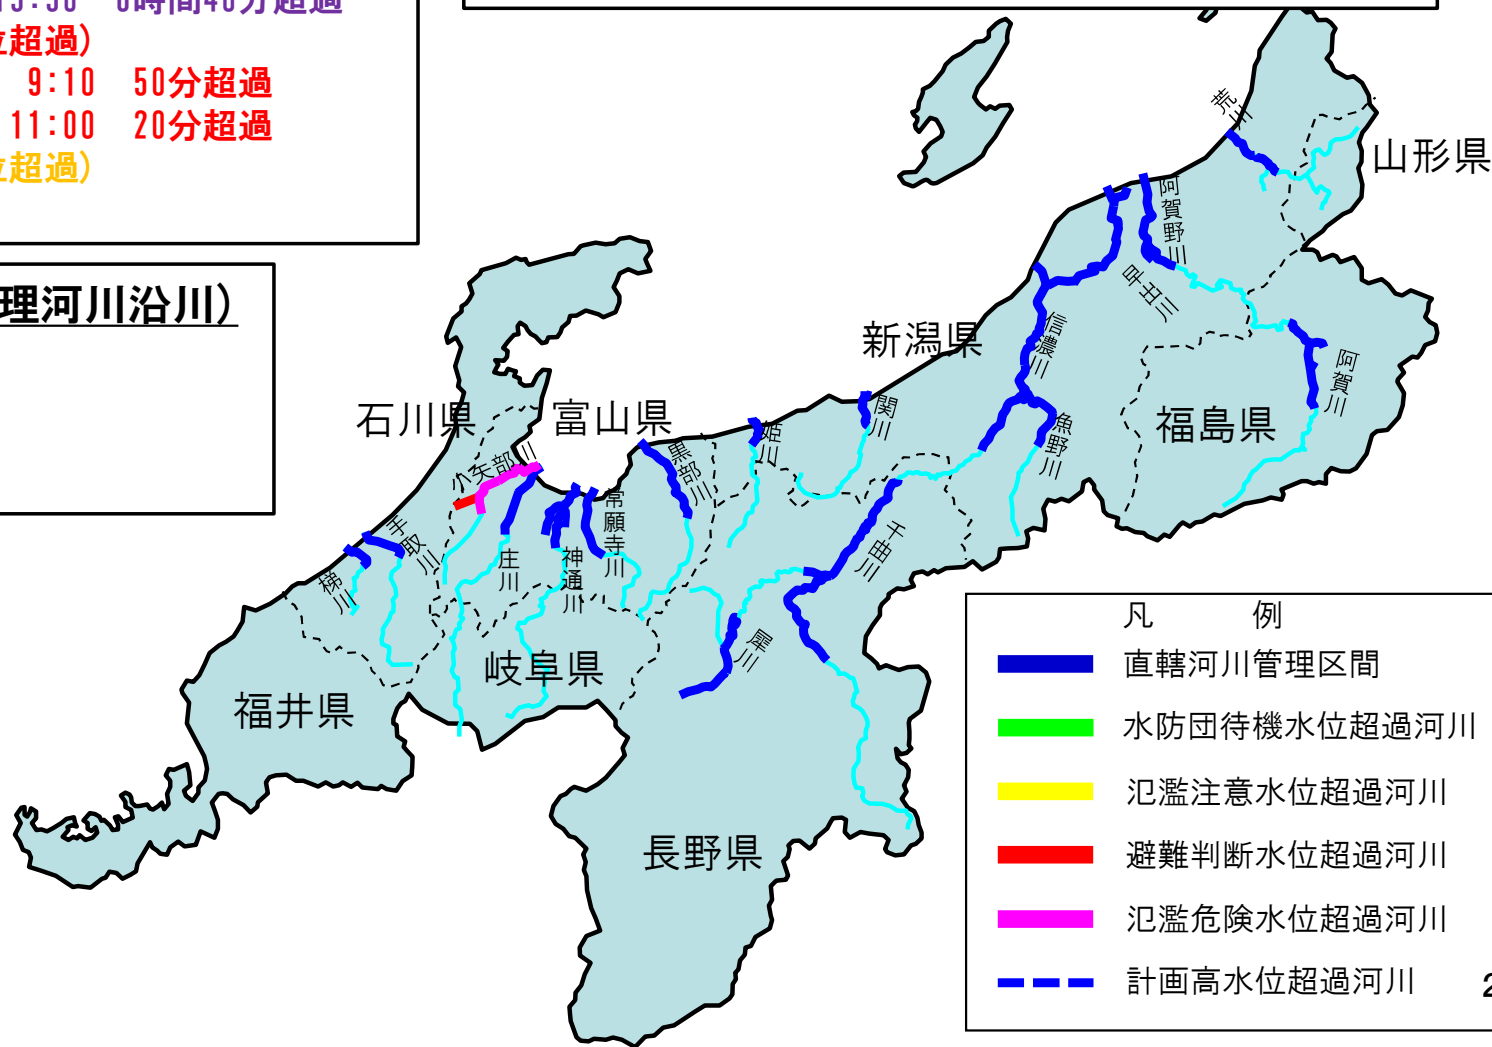 位超過）
9:10 50分超過
11:00 20分超過
位超過）
理河川沿川）
荒川
山形県
阿賀野川
早出川
信濃川
新潟県
阿賀川
福島県
魚野川
関川
姫川
石川県
富山県
黒部川
小矢部川
常願寺川
手取川
庄川
神通川
千曲川
梯川
犀川
岐阜県
福井県
長野県
凡 例
直轄河川管理区間
水防団待機水位超過河川
氾濫注意水位超過河川
避難判断水位超過河川
氾濫危険水位超過河川
計画高水位超過河川
2